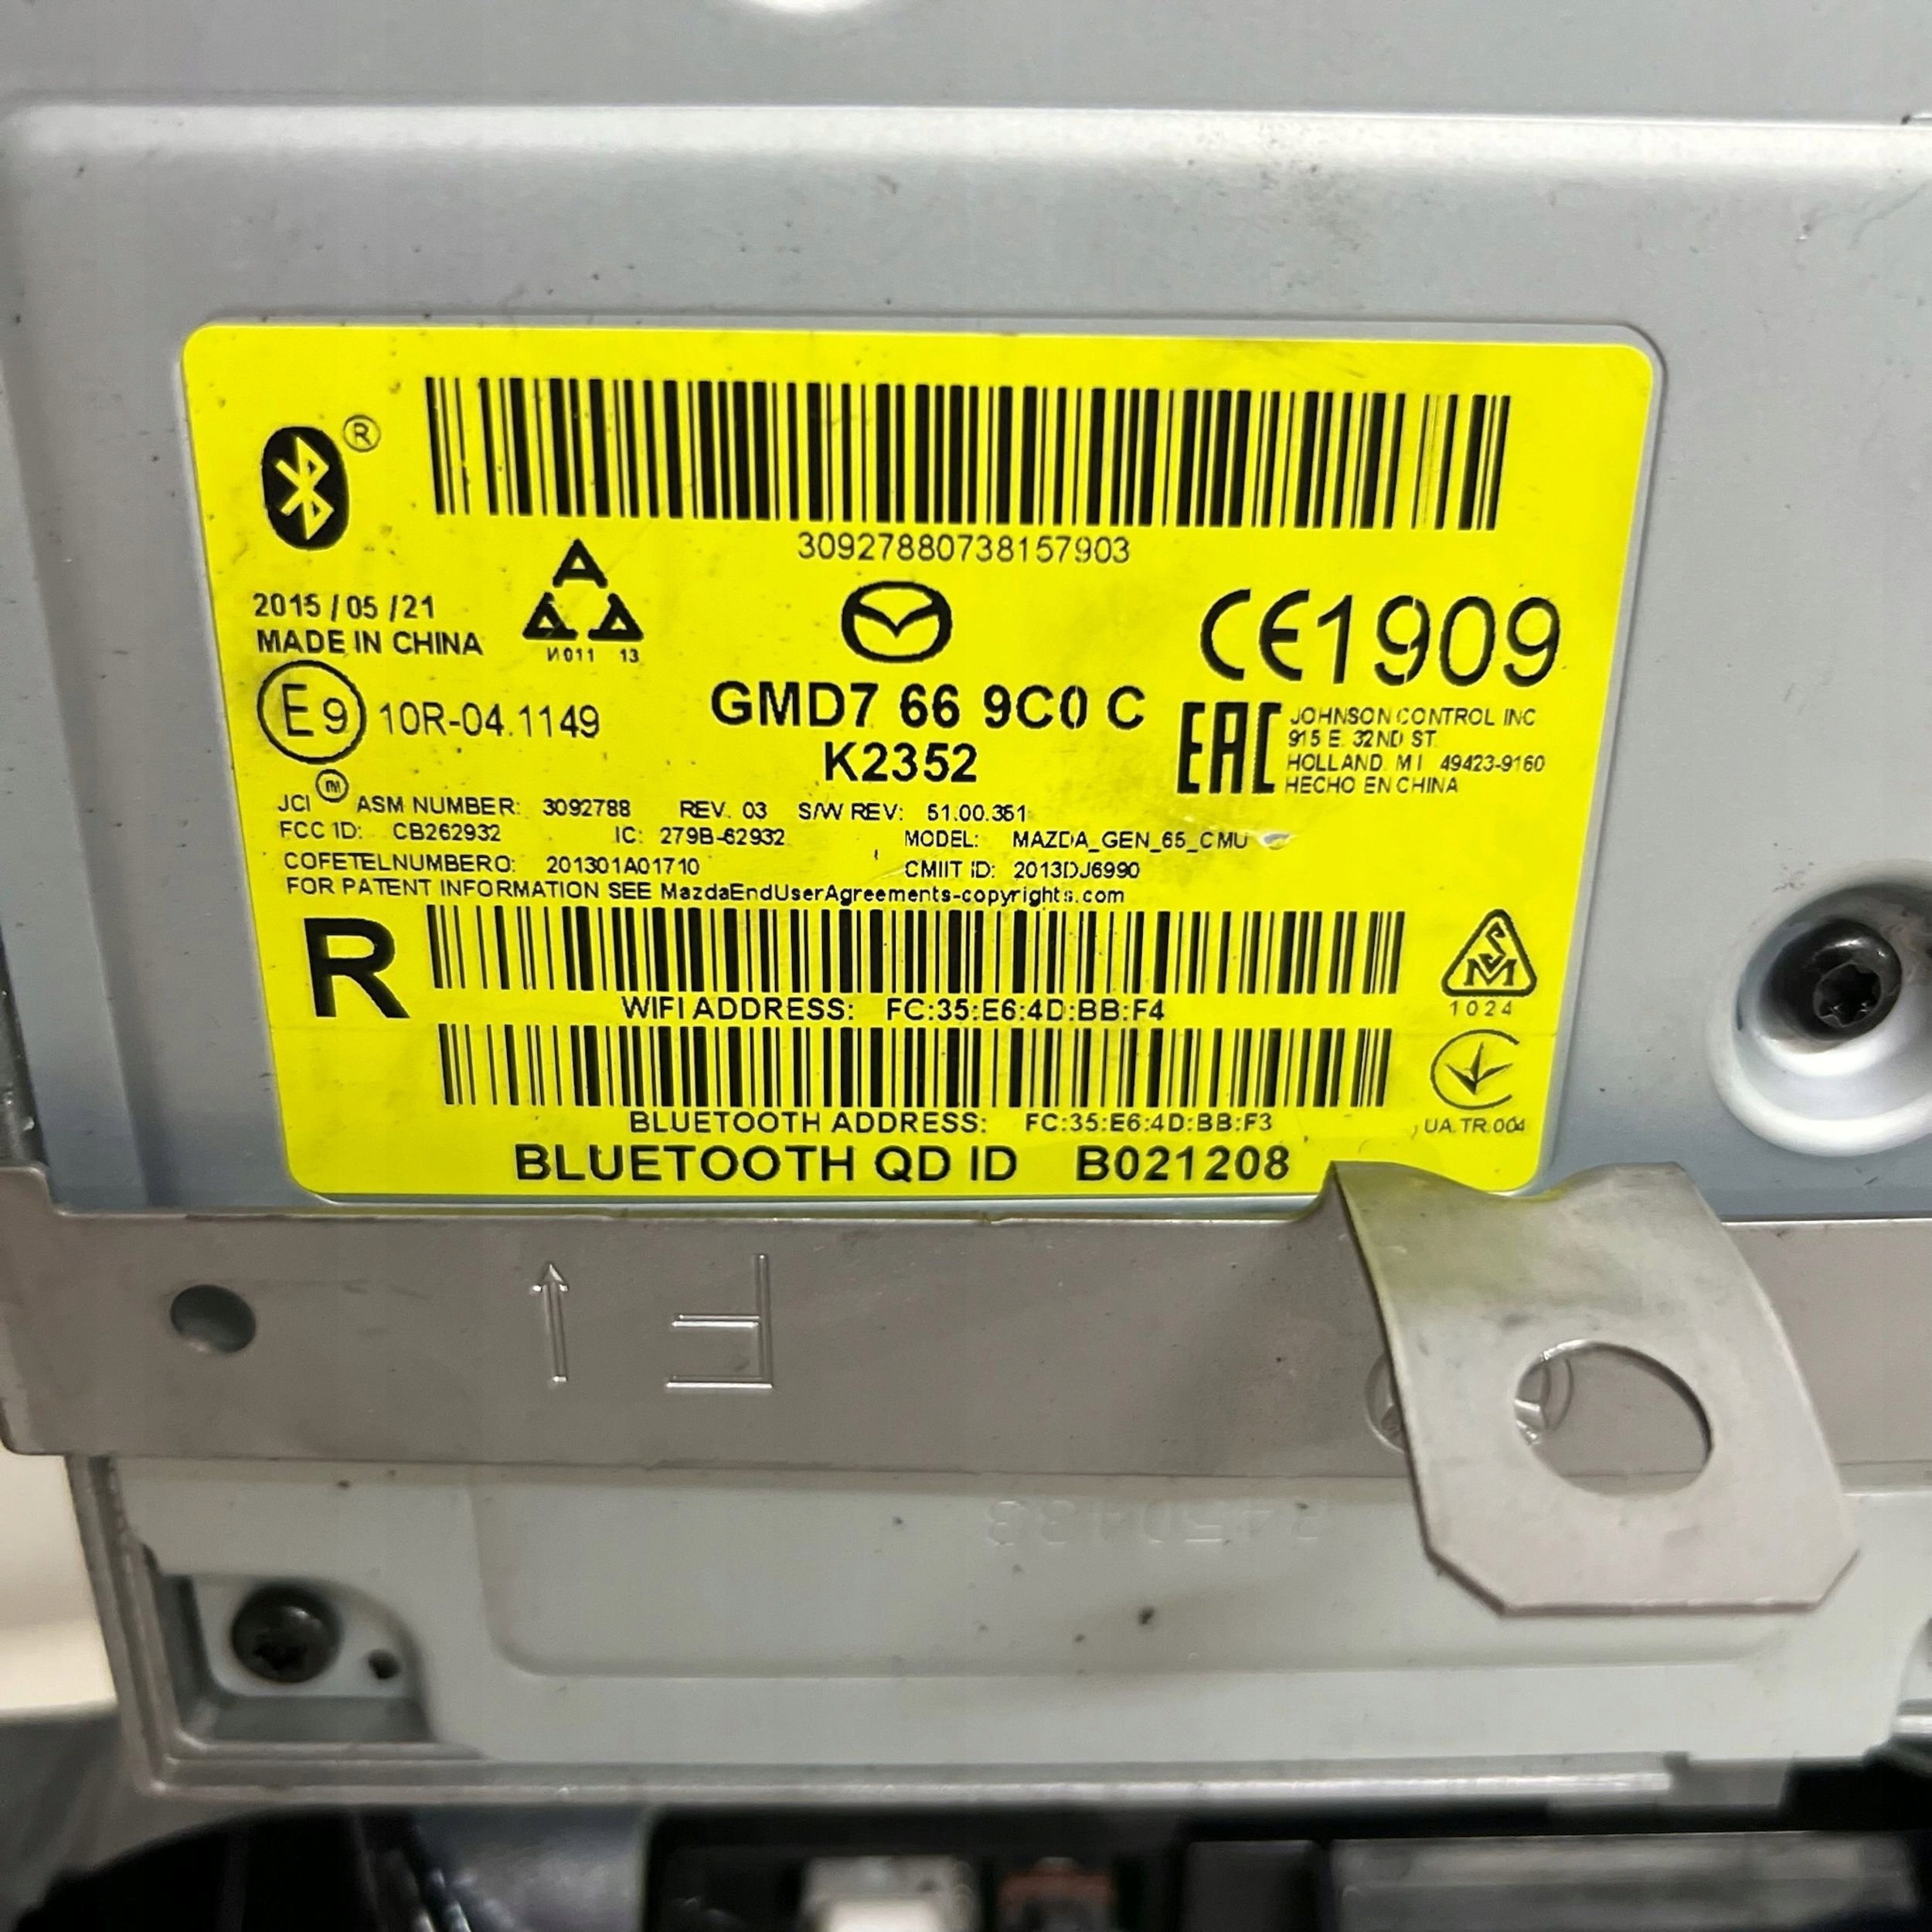 ®
30927880738157903
2015/05/21
MADE IN CHINA
A
И011 13
CE1909
E9 10R-04.1149
GMD7 66 9C0 C
K2352
EAC
JOHNSON CONTROL INC
915 E. 32ND ST.
HOLLAND. MI 49423-9160
HECHO EN CHINA
JCI ASM NUMBER: 3092788 REV. 03 S/W REV: 51.00.351
FCC ID: CB262932 IC: 279B-62932 MODEL: MAZDA_GEN_65_CMU
COFETELNUMBERO: 201301A01710 CMIIT ID: 2013DJ6990
FOR PATENT INFORMATION SEE MazdaEndUserAgreements-copyrights.com
R
WIFI ADDRESS: FC:35:E6:4D:BB:F4
SM
1024
BLUETOOTH ADDRESS: FC:35:E6:4D:BB:F3
UA.TR.004
BLUETOOTH QD ID B021208
F